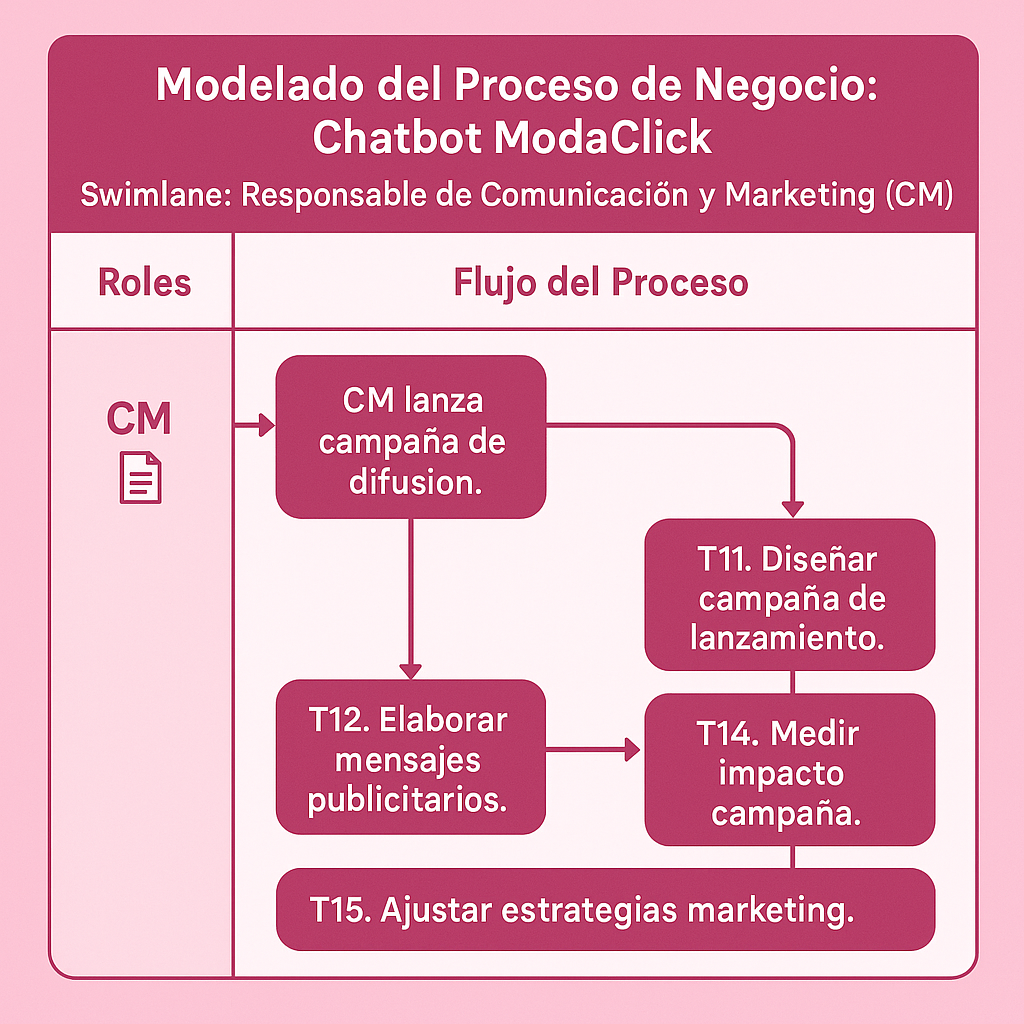 Modelado del Proceso de Negocio:
Chatbot ModaClick
Swimlane: Responsable de Comunicación y Marketing (CM)
Roles
Flujo del Proceso
CM
CM lanza
campaña de
difusion.
T11. Diseñar
campaña de
lanzamiento.
T12. Elaborar
mensajes
publicitarios.
T14. Medir
impacto
campaña.
T15. Ajustar estrategias marketing.